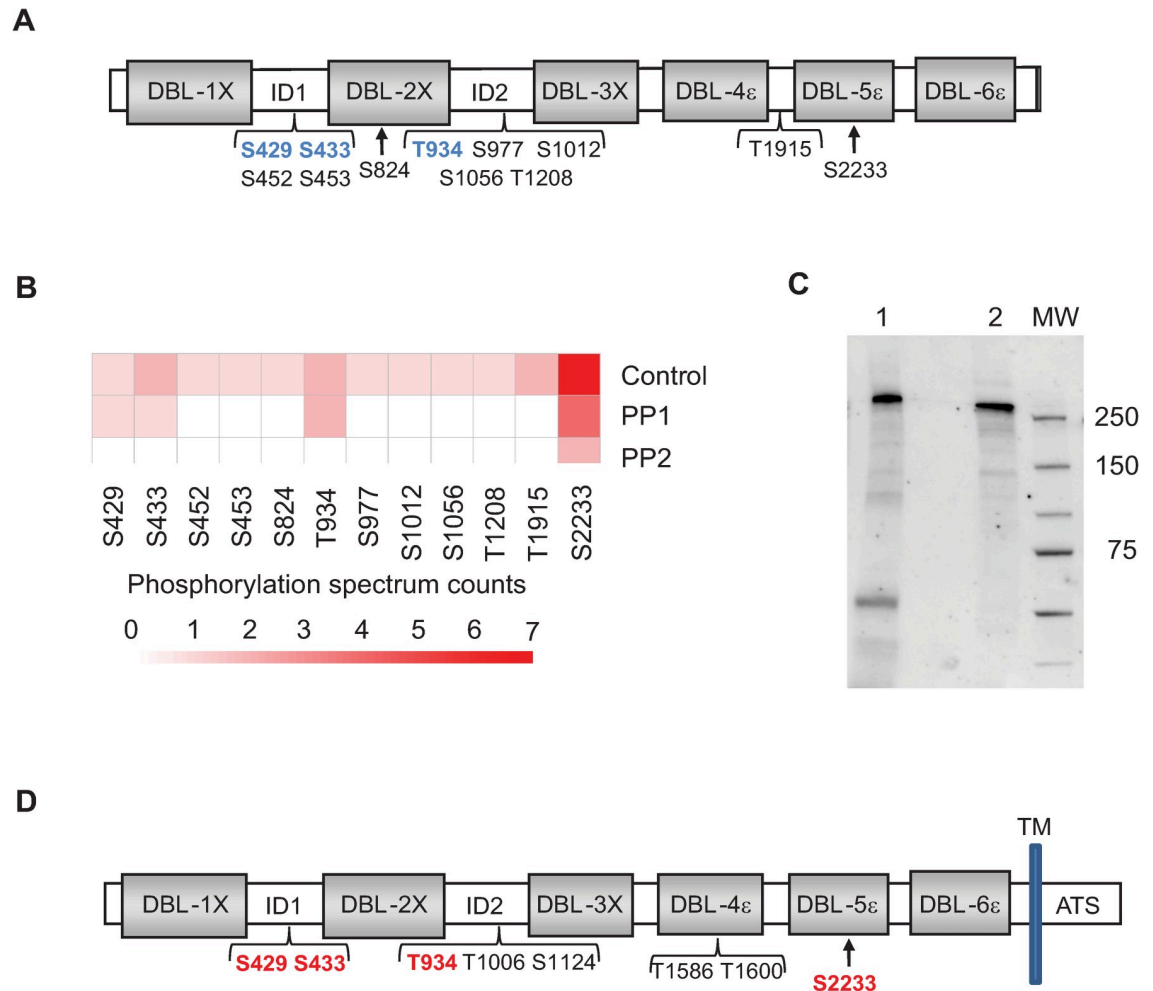 A
DBL-1X ID1 DBL-2X ID2 DBL-3X DBL-4ε DBL-5ε DBL-6ε
S429 S433 T934 S977 S1012 T1915
S452 S453 S824 S1056 T1208 S2233
B
Control
PP1
PP2
S429 S433 S452 S453 S824 T934 S977 S1012 S1056 T1208 T1915 S2233
Phosphorylation spectrum counts
0 1 2 3 4 5 6 7
C
1 2 MW
250
150
75
D
TM
DBL-1X ID1 DBL-2X ID2 DBL-3X DBL-4ε DBL-5ε DBL-6ε ATS
S429 S433 T934 T1006 S1124 T1586 T1600
S2233